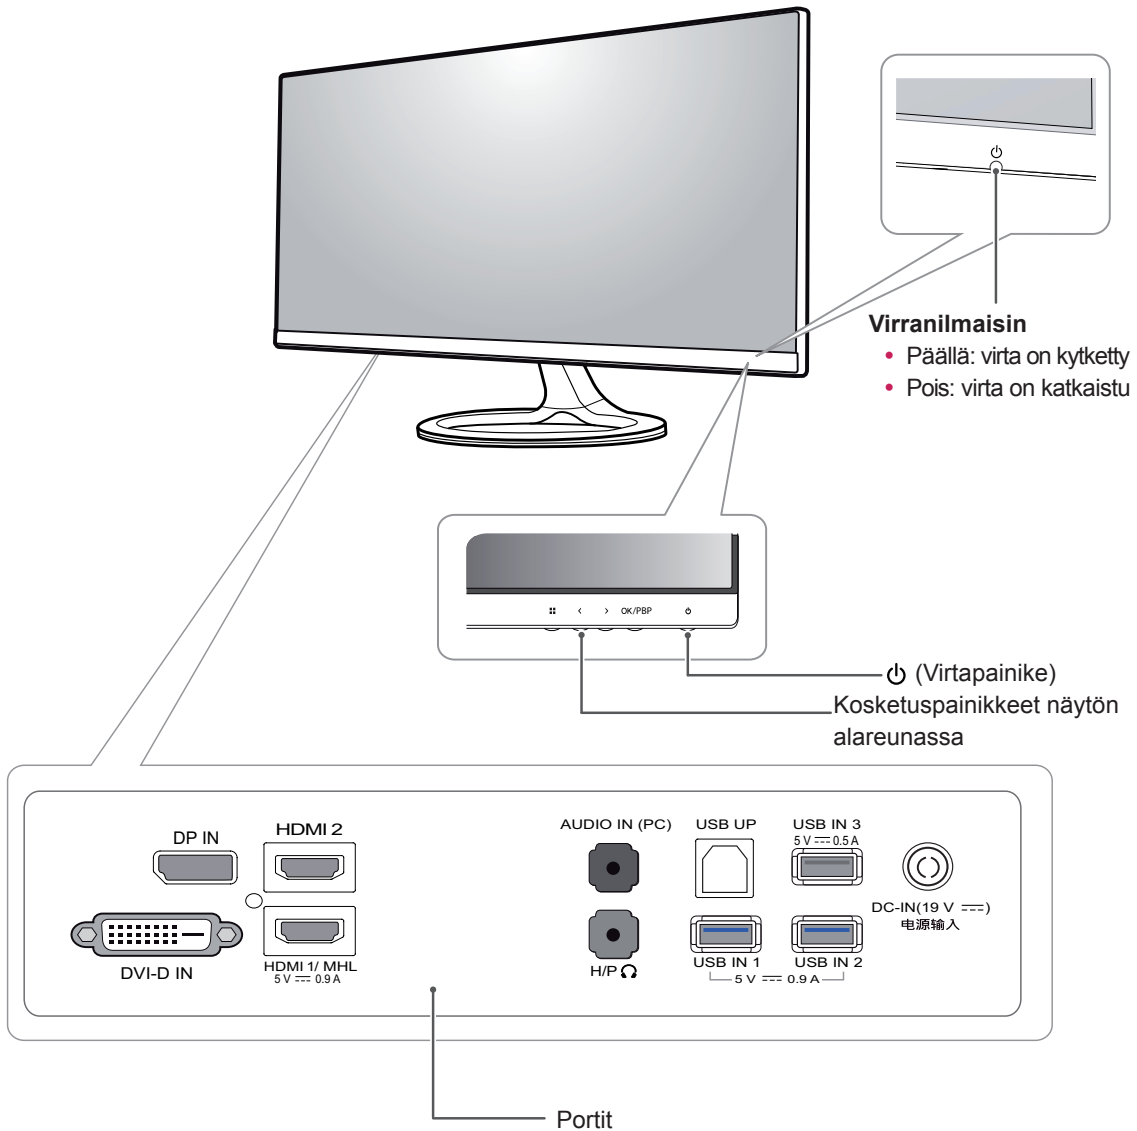 Virranilmaisin
• Päällä: virta on kytketty
• Pois: virta on katkaistu
OK/PBP
(Virtapainike)
Kosketuspainikkeet näytön
alareunassa
DP IN
HDMI 2
AUDIO IN (PC)
USB UP
USB IN 3
5 V ⎓ 0.5 A
DC-IN(19 V ⎓)
电源输入
DVI-D IN
HDMI 1/ MHL
5 V ⎓ 0.9 A
H/P
USB IN 1
USB IN 2
5 V ⎓ 0.9 A
Portit